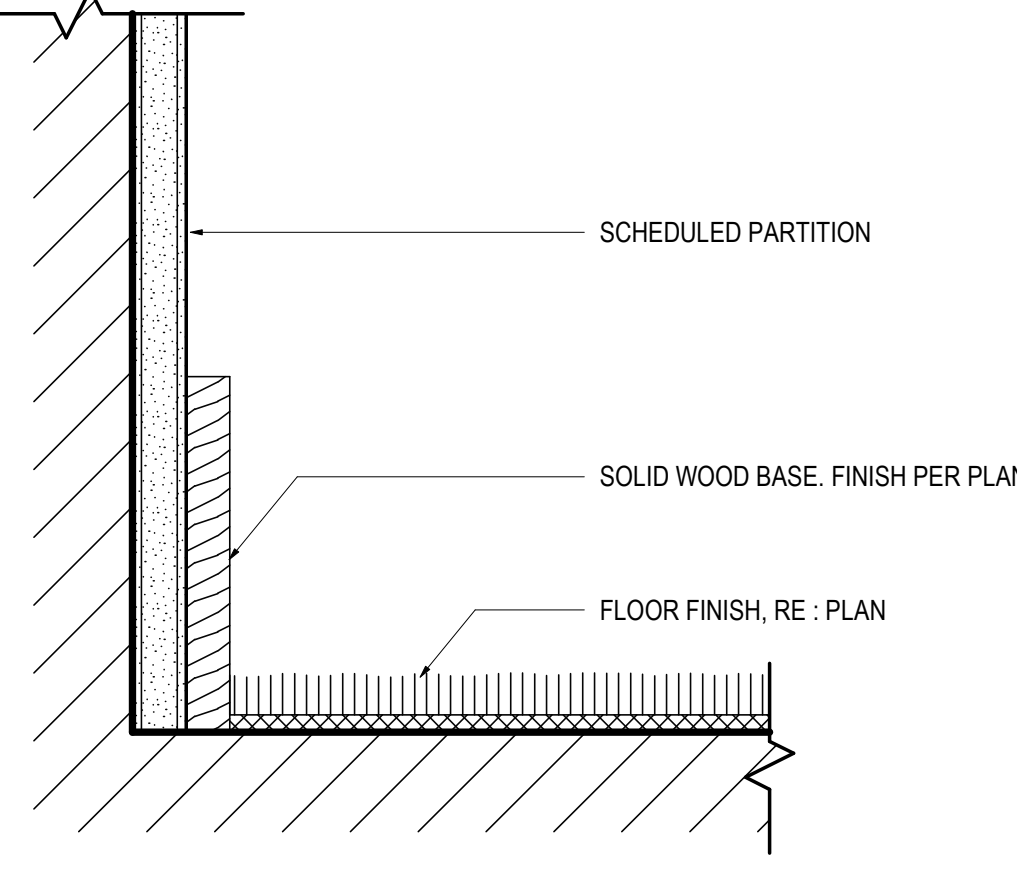 SCHEDULED PARTITION
SOLID WOOD BASE. FINISH PER PLAN
FLOOR FINISH, RE : PLAN